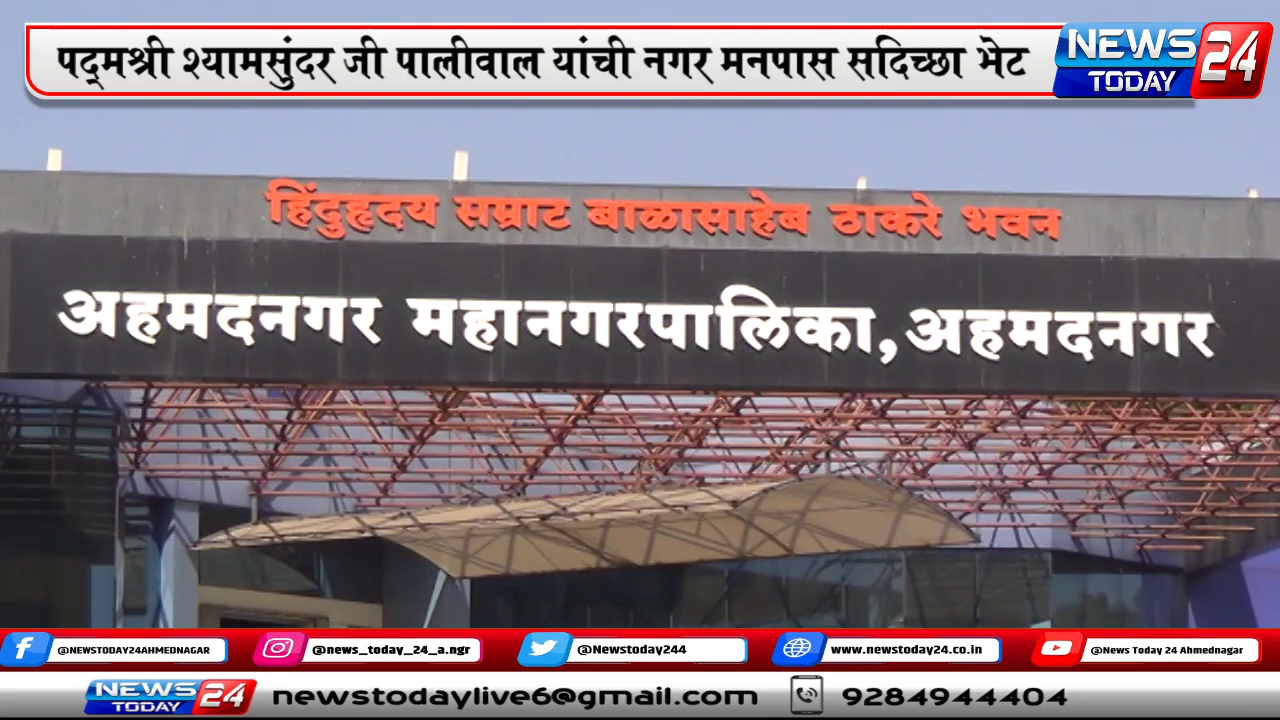 पद्मश्री श्यामसुंदर जी पालीवाल यांची नगर मनपास सदिच्छा भेट
NEWS 24
TODAY
हिंदुहृदय सम्राट बाळासाहेब ठाकरे भवन
अहमदनगर महानगरपालिका,अहमदनगर
@NEWSTODAY24AHMEDNAGAR
@news_today_24_a.ngr
@Newstoday244
www.newstoday24.co.in
@News Today 24 Ahmednagar
NEWS 24
TODAY
newstodaylive6@gmail.com
9284944404